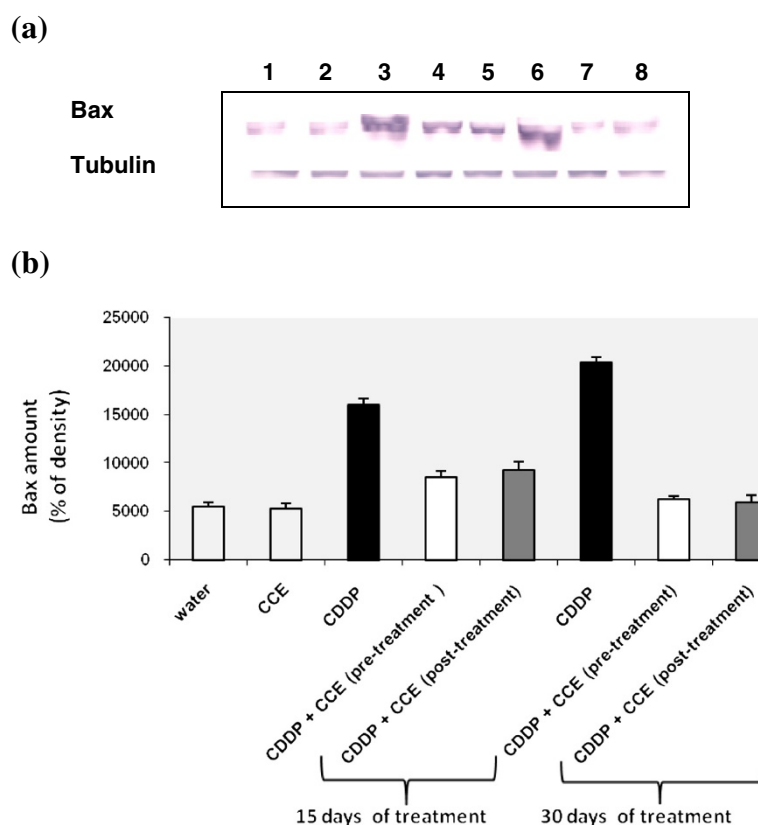 (a)
1 2 3 4 5 6 7 8
Bax
Tubulin
(b)
Bax amount
(% of density)
25000
20000
15000
10000
5000
0
water
CCE
CDDP
CDDP + CCE (pre-treatment )
CDDP + CCE (post-treatment)
CDDP
CDDP + CCE (pre-treatment)
CDDP + CCE (post-treatment)
15 days of treatment
30 days of treatment